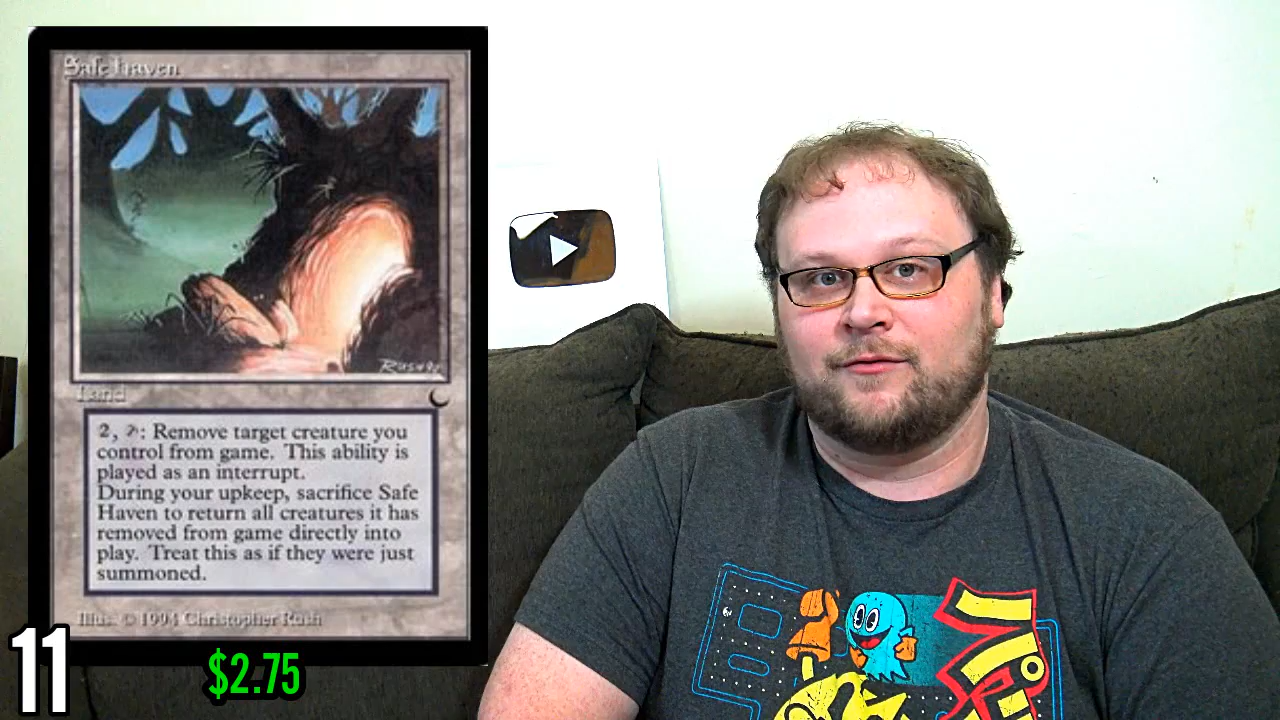 Safe Haven
RUSH 94
Land
2, : Remove target creature you
control from game. This ability is
played as an interrupt.
During your upkeep, sacrifice Safe
Haven to return all creatures it has
removed from game directly into
play. Treat this as if they were just
summoned.
Illus. © 1994 Christopher Rush
11
$2.75